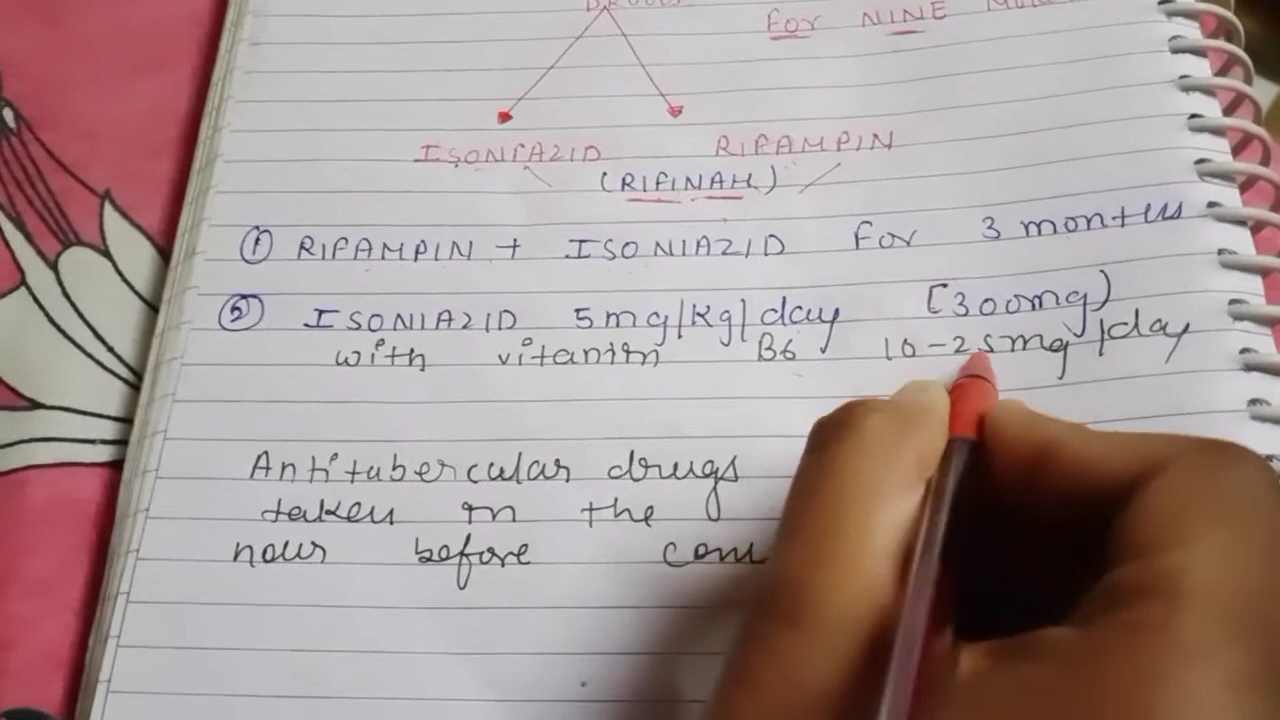 FOR NINE
ISONIAZID RIFAMPIN
(RIFINAH)
① RIFAMPIN + ISONIAZID For 3 months
② ISONIAZID 5mg/kg/day [300mg)
with vitamin B6 10-25mg/day
Antitubercular drugs
taken in the
hour before